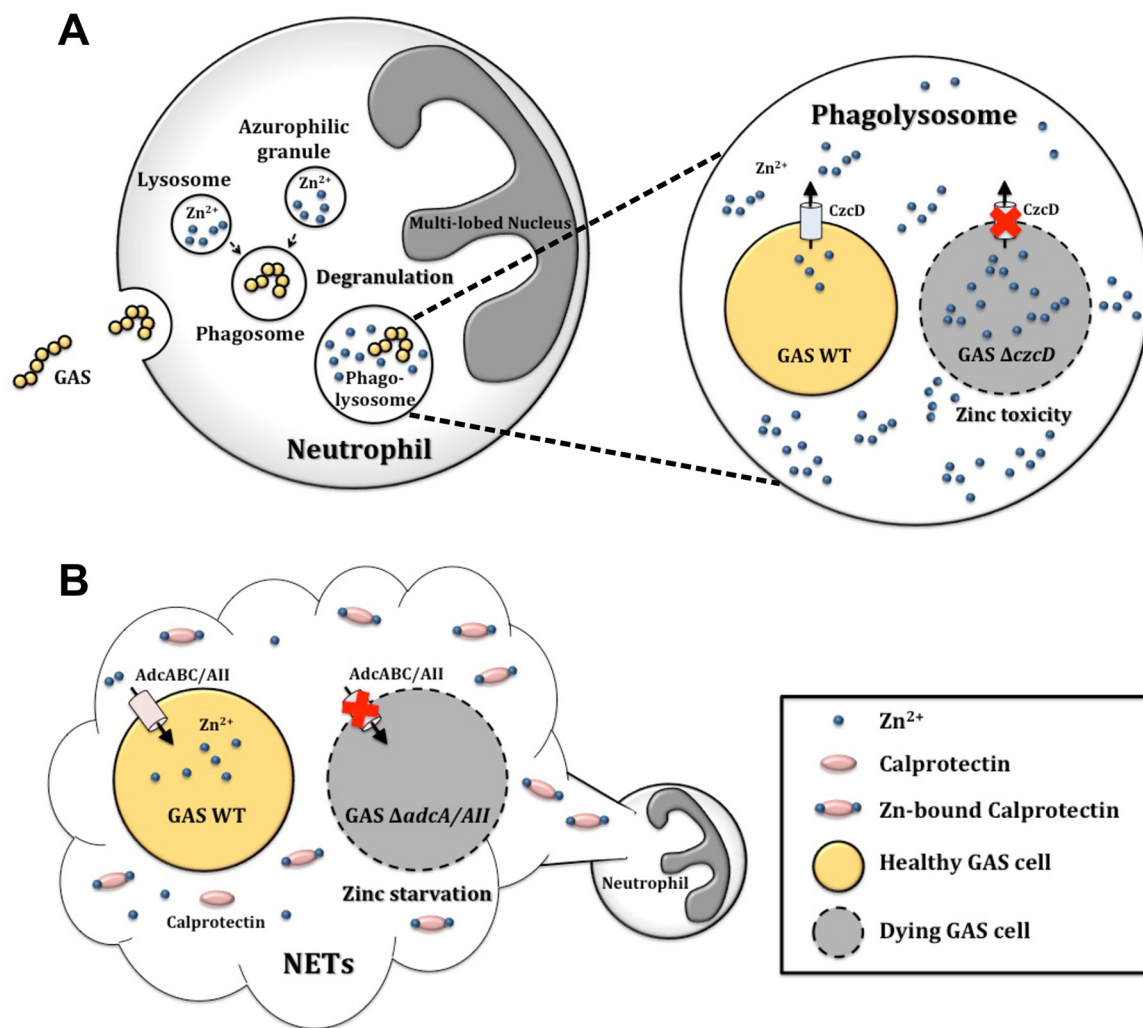 A
Azurophilic
granule
Zn²⁺
Lysosome
Zn²⁺
Multi-lobed Nucleus
Degranulation
Phagosome
GAS
Phago-
lysosome
Neutrophil
Phagolysosome
Zn²⁺
CzcD
CzcD
GAS WT
GAS ΔczcD
Zinc toxicity
B
AdcABC/AII
AdcABC/AII
Zn²⁺
GAS WT
GAS ΔadcA/AII
Zinc starvation
Calprotectin
NETs
Neutrophil
Zn²⁺
Calprotectin
Zn-bound Calprotectin
Healthy GAS cell
Dying GAS cell